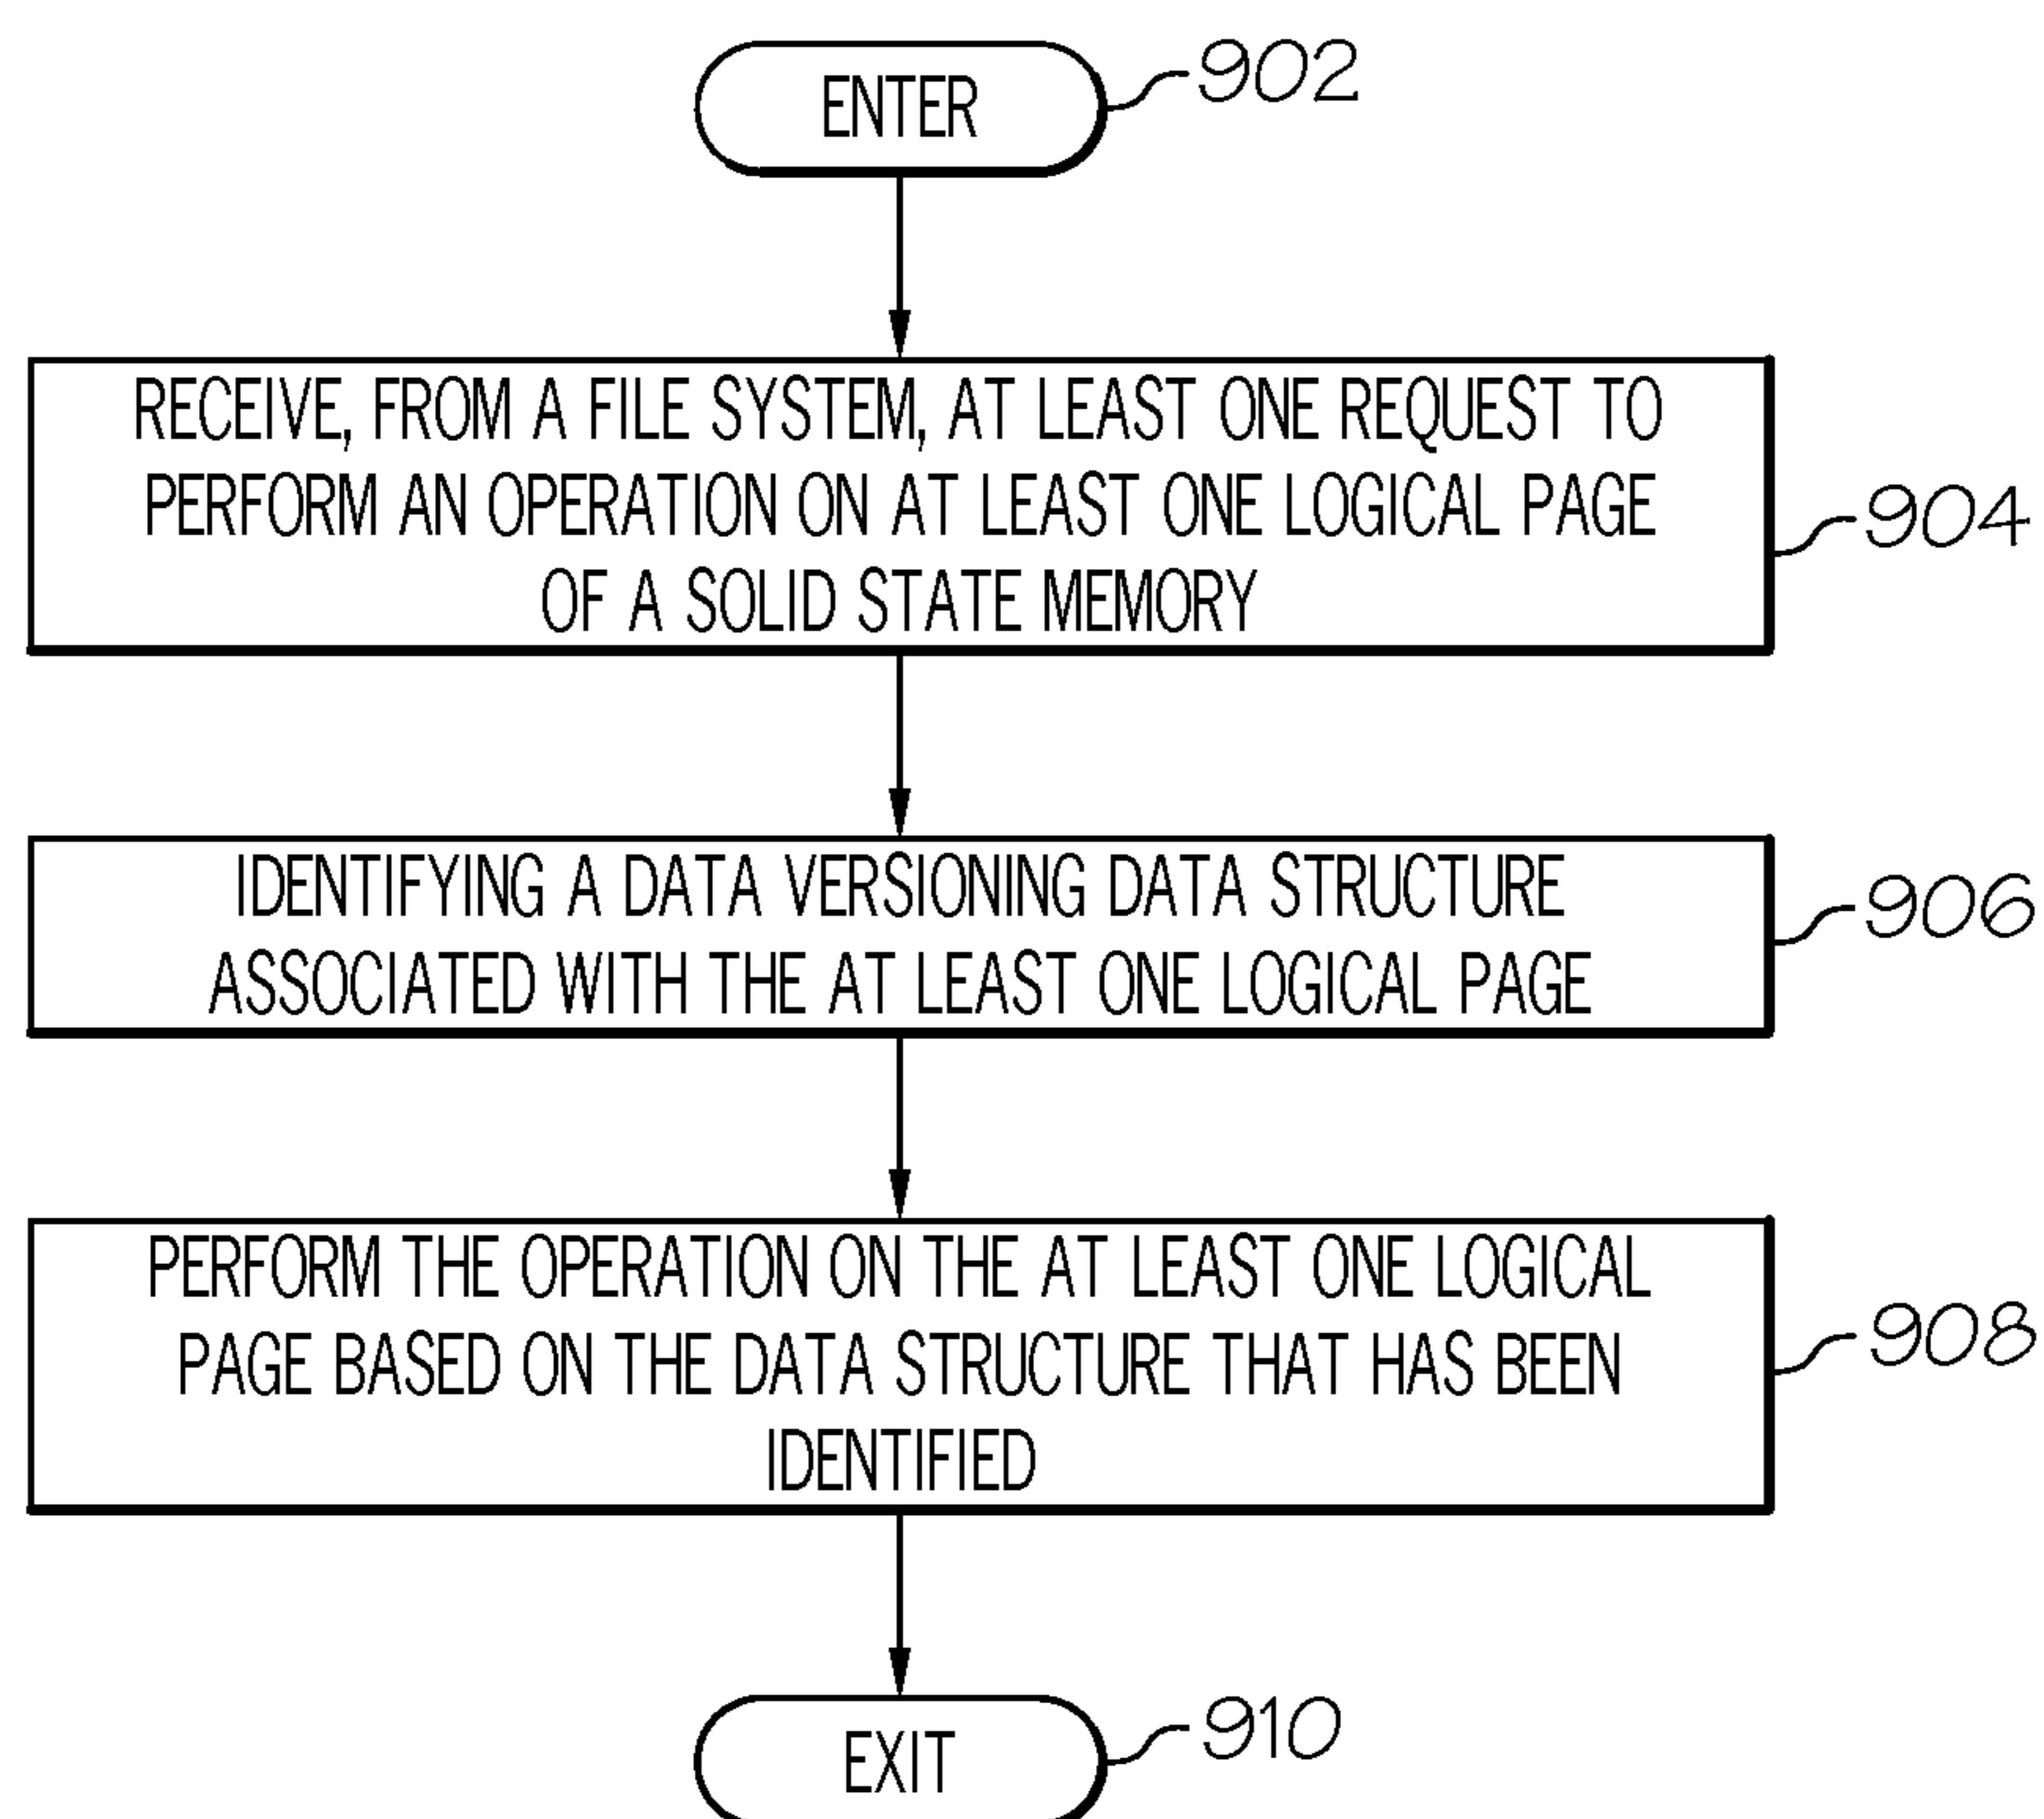 ENTER
902
RECEIVE, FROM A FILE SYSTEM, AT LEAST ONE REQUEST TO
PERFORM AN OPERATION ON AT LEAST ONE LOGICAL PAGE
OF A SOLID STATE MEMORY
904
IDENTIFYING A DATA VERSIONING DATA STRUCTURE
ASSOCIATED WITH THE AT LEAST ONE LOGICAL PAGE
906
PERFORM THE OPERATION ON THE AT LEAST ONE LOGICAL
PAGE BASED ON THE DATA STRUCTURE THAT HAS BEEN
IDENTIFIED
908
EXIT
910